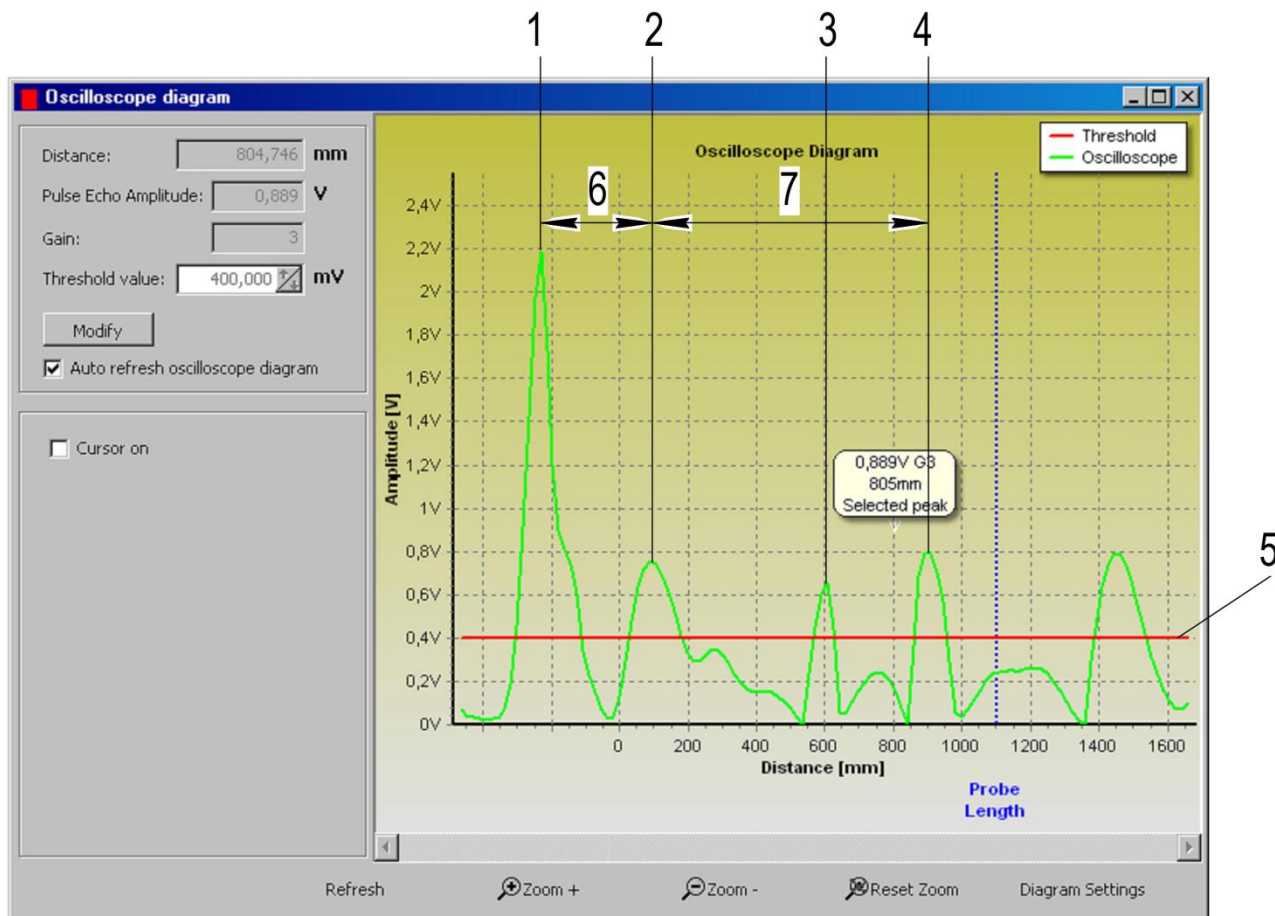 1 2 3 4
Oscilloscope diagram
Distance: 804,746 mm
Pulse Echo Amplitude: 0,889 V
Gain: 3
Threshold value: 400,000 mV
Modify
Auto refresh oscilloscope diagram
Cursor on
Threshold
Oscilloscope
Oscilloscope Diagram
6 7
2,4V
2,2V
2V
1,8V
1,6V
1,4V
1,2V
1V
0,8V
0,6V
0,4V
0,2V
0V
Amplitude [V]
0,889V G3
805mm
Selected peak
5
0 200 400 600 800 1000 1200 1400 1600
Distance [mm]
Probe
Length
Refresh Zoom + Zoom - Reset Zoom Diagram Settings